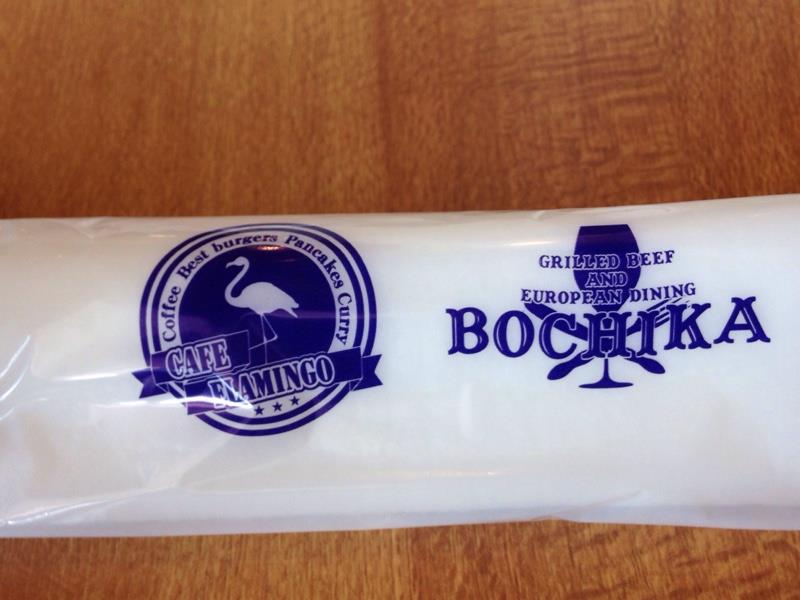 Coffee Best burgers Pancakes Curry
CAFE
FLAMINGO
GRILLED BEEF
AND
EUROPEAN DINING
BOCHIKA